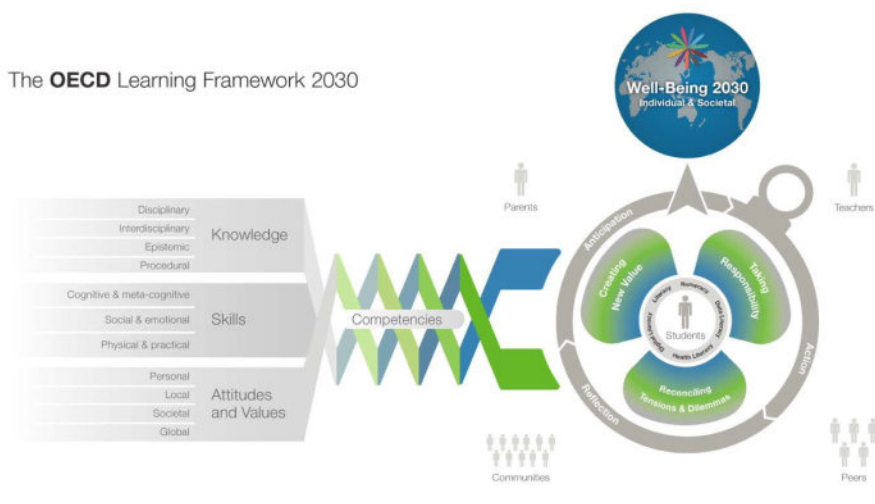 The OECD Learning Framework 2030
Well-Being 2030
Individual & Societal
Parents
Teachers
Disciplinary
Interdisciplinary
Epistemic
Procedural
Knowledge
Cognitive & meta-cognitive
Social & emotional
Physical & practical
Skills
Personal
Local
Societal
Global
Attitudes
and Values
Competencies
Anticipation
Action
Reflection
Creating
New Value
Taking
Responsibility
Reconciling
Tensions & Dilemmas
Literacy
Numeracy
Data Literacy
Health Literacy
Digital Literacy
Students
Communities
Peers